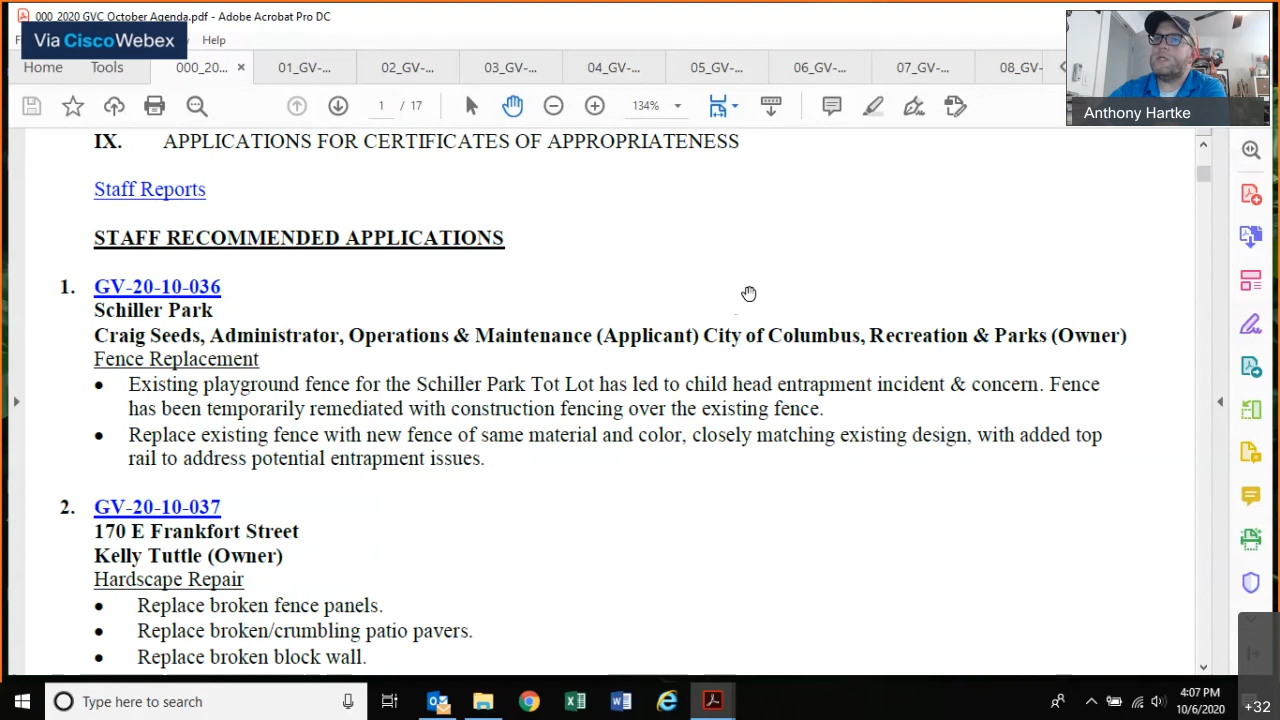 000_2020 GVC October Agenda.pdf - Adobe Acrobat Pro DC
Via CiscoWebex
Help
Home
Tools
000_20...
01_GV-...
02_GV-...
03_GV-...
04_GV-...
05_GV-...
06_GV-...
07_GV-...
08_GV-
1 / 17
134%
Anthony Hartke
IX. APPLICATIONS FOR CERTIFICATES OF APPROPRIATENESS
Staff Reports
STAFF RECOMMENDED APPLICATIONS
1. GV-20-10-036
Schiller Park
Craig Seeds, Administrator, Operations & Maintenance (Applicant) City of Columbus, Recreation & Parks (Owner)
Fence Replacement
• Existing playground fence for the Schiller Park Tot Lot has led to child head entrapment incident & concern. Fence
has been temporarily remediated with construction fencing over the existing fence.
• Replace existing fence with new fence of same material and color, closely matching existing design, with added top
rail to address potential entrapment issues.
2. GV-20-10-037
170 E Frankfort Street
Kelly Tuttle (Owner)
Hardscape Repair
• Replace broken fence panels.
• Replace broken/crumbling patio pavers.
• Replace broken block wall.
Type here to search
4:07 PM
10/6/2020
+32